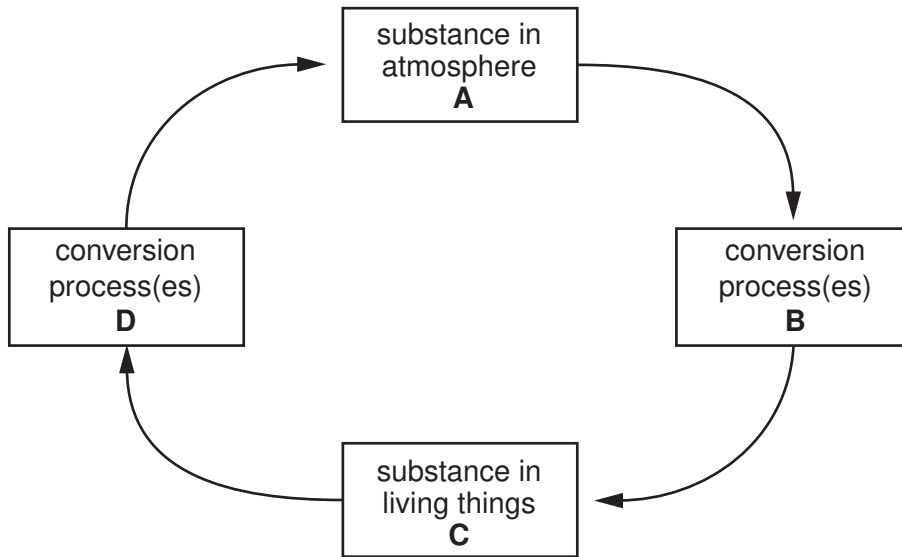 substance in
atmosphere
A
conversion
process(es)
D
conversion
process(es)
B
substance in
living things
C